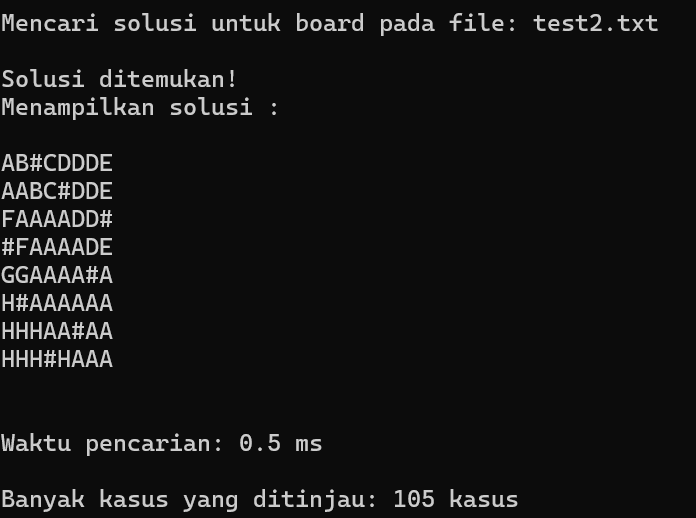 Mencari solusi untuk board pada file: test2.txt
Solusi ditemukan!
Menampilkan solusi :
AB#CDDDE
AABC#DDE
FAAAADD#
#FAAAADE
GGAAAA#A
H#AAAAAA
HHHAA#AA
HHH#HAAA
Waktu pencarian: 0.5 ms
Banyak kasus yang ditinjau: 105 kasus